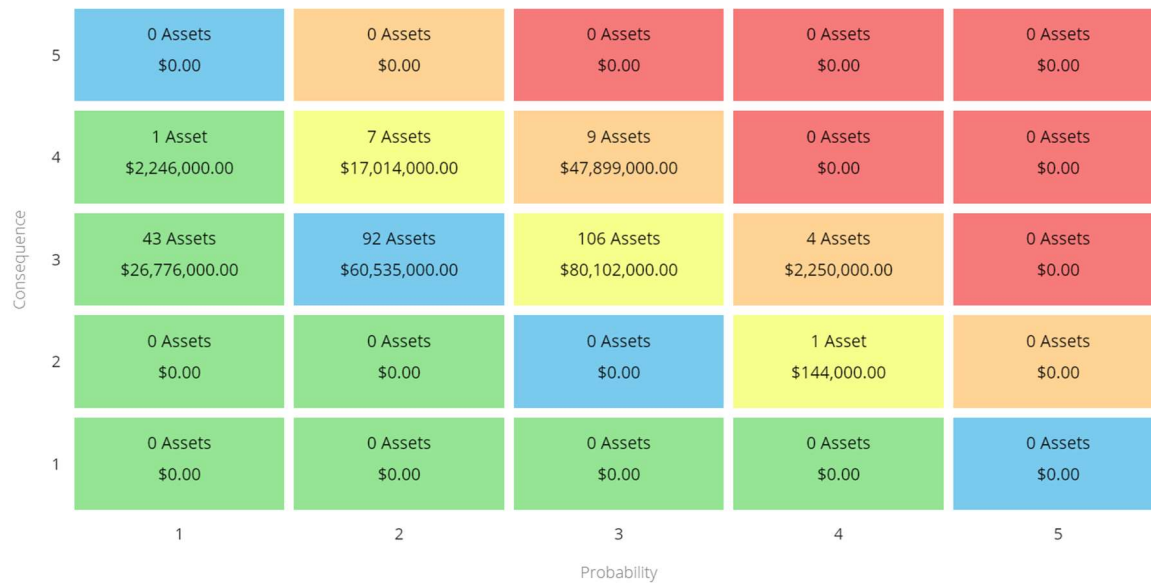 5
0 Assets
$0.00
0 Assets
$0.00
0 Assets
$0.00
0 Assets
$0.00
0 Assets
$0.00
4
1 Asset
$2,246,000.00
7 Assets
$17,014,000.00
9 Assets
$47,899,000.00
0 Assets
$0.00
0 Assets
$0.00
Consequence
3
43 Assets
$26,776,000.00
92 Assets
$60,535,000.00
106 Assets
$80,102,000.00
4 Assets
$2,250,000.00
0 Assets
$0.00
2
0 Assets
$0.00
0 Assets
$0.00
0 Assets
$0.00
1 Asset
$144,000.00
0 Assets
$0.00
1
0 Assets
$0.00
0 Assets
$0.00
0 Assets
$0.00
0 Assets
$0.00
0 Assets
$0.00
1
2
3
4
5
Probability